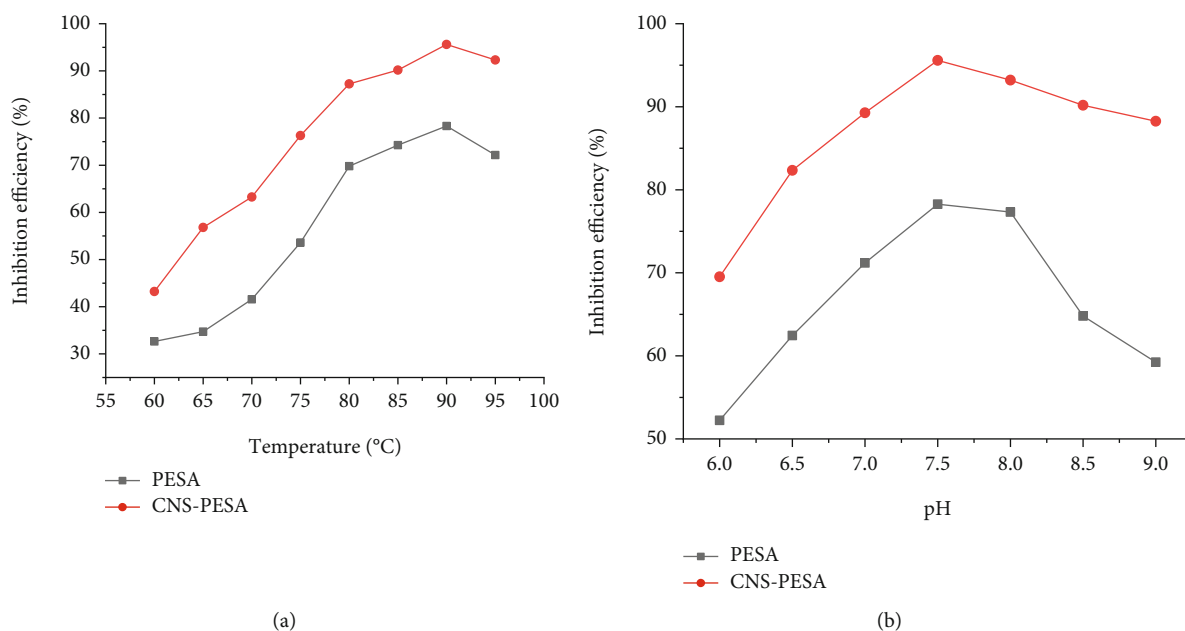 100
90
80
70
60
50
40
30
Inhibition efficiency (%)
55 60 65 70 75 80 85 90 95 100
Temperature (°C)
PESA
CNS-PESA
(a)
100
90
80
70
60
50
Inhibition efficiency (%)
6.0 6.5 7.0 7.5 8.0 8.5 9.0
pH
PESA
CNS-PESA
(b)